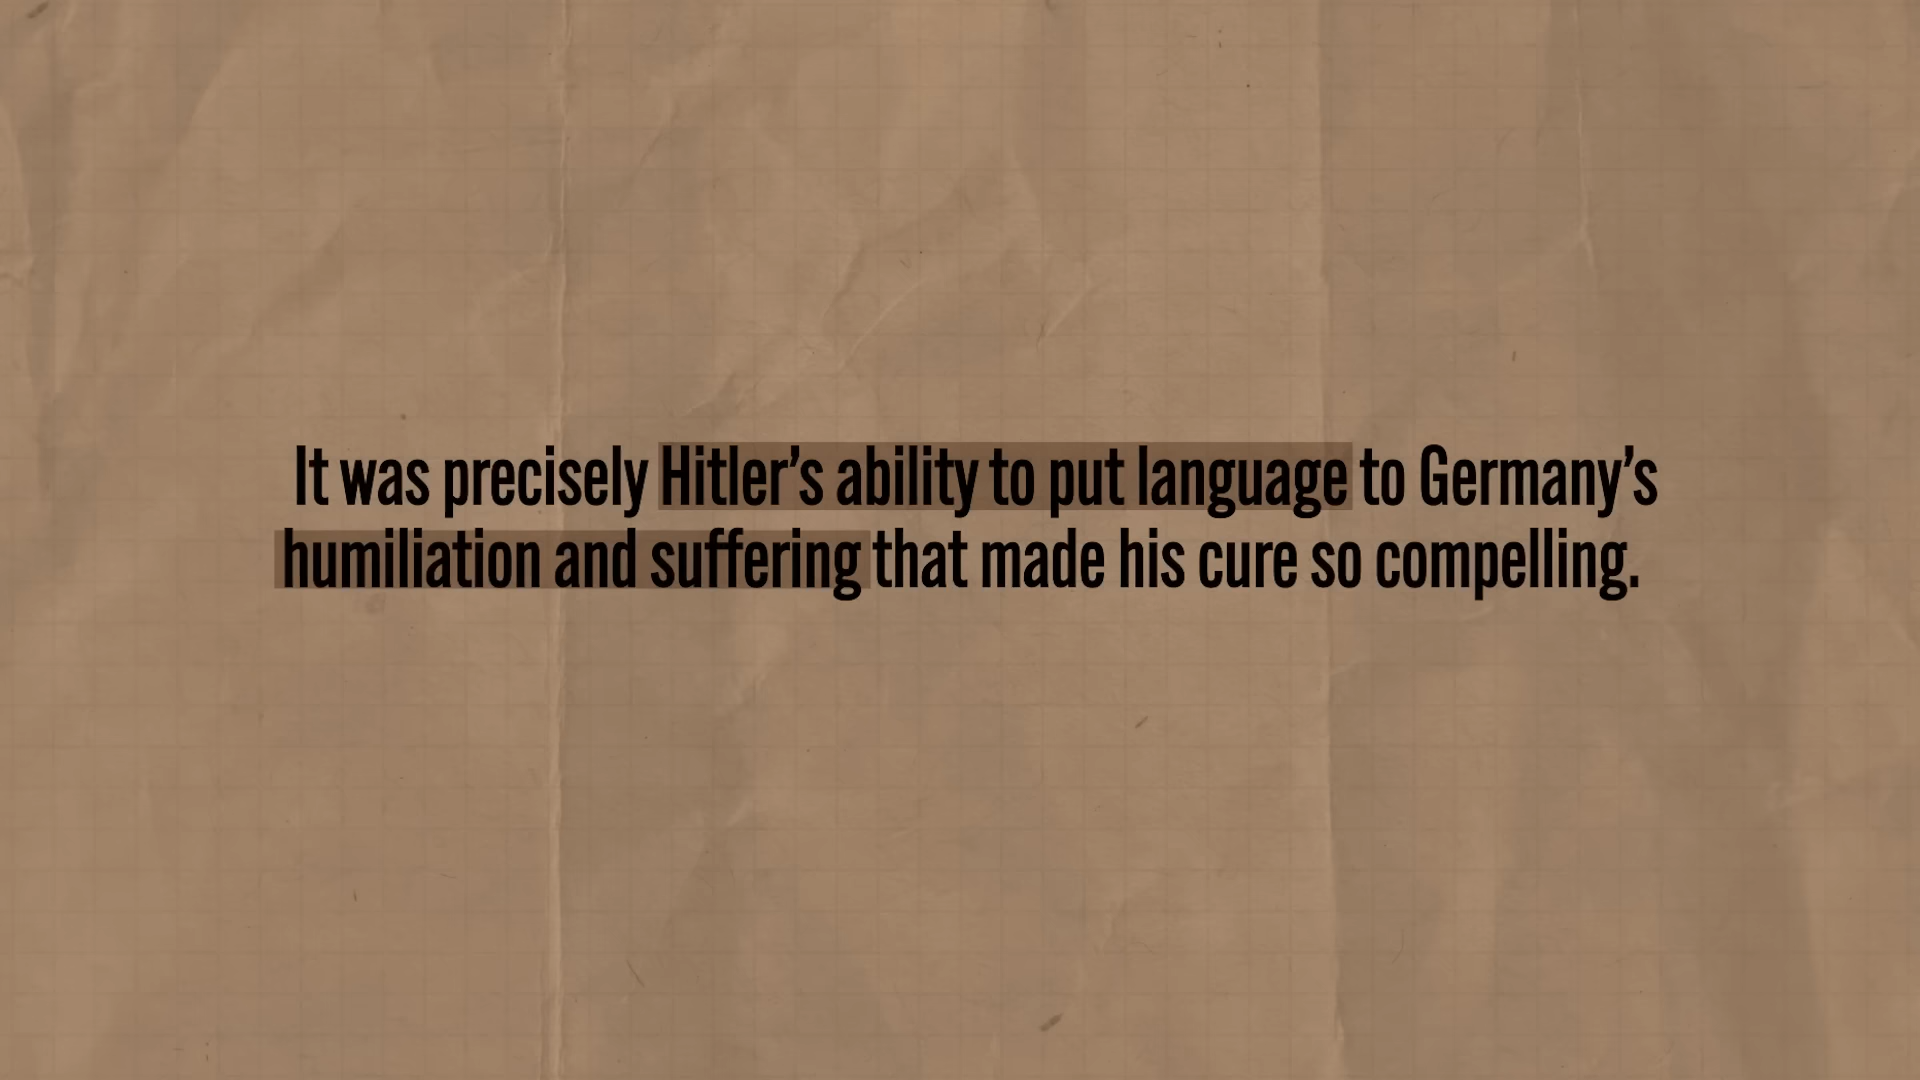 It was precisely Hitler’s ability to put language to Germany’s
humiliation and suffering that made his cure so compelling.